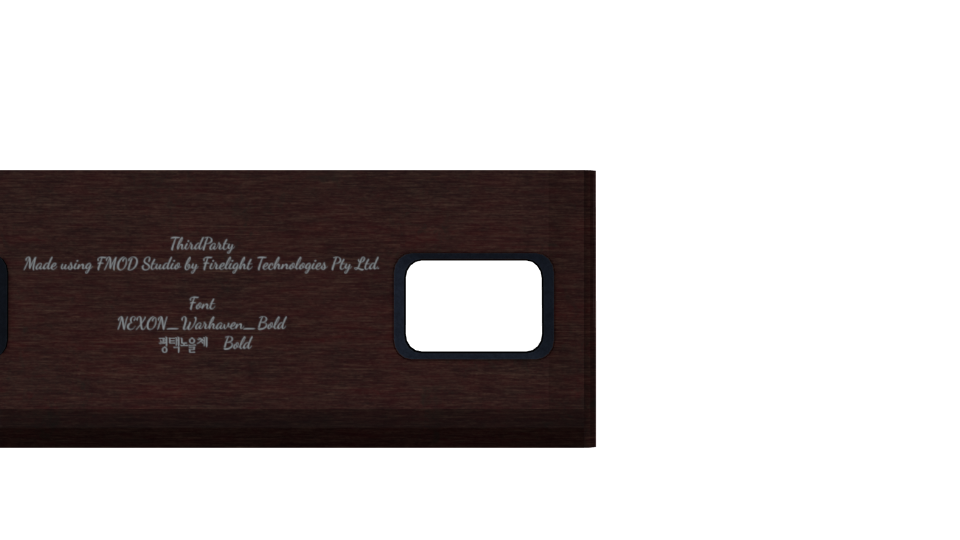 ThirdParty
Made using FMOD Studio by Firelight Technologies Pty Ltd.
Font
NEXON_Warhaven_Bold
평택노을체 Bold